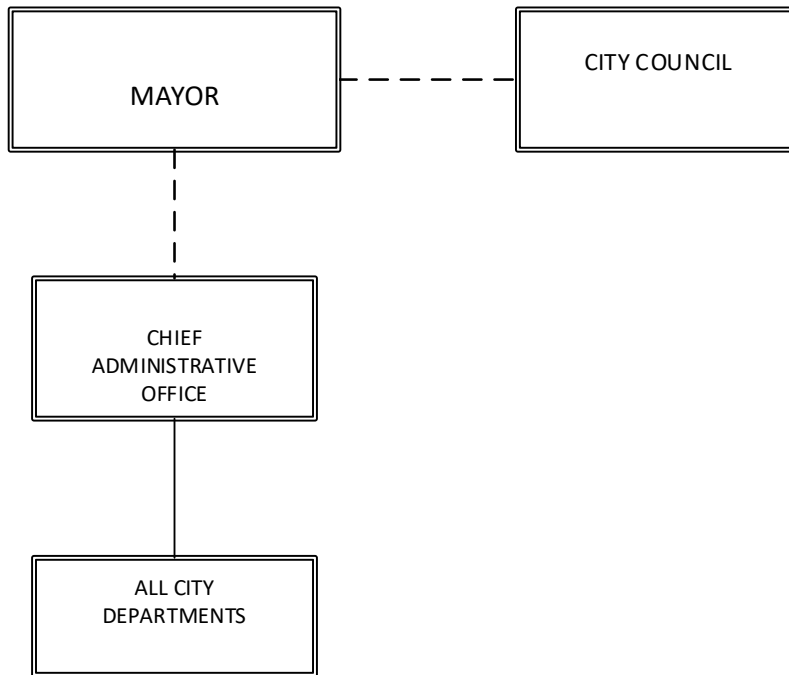 MAYOR
CITY COUNCIL
CHIEF
ADMINISTRATIVE
OFFICE
ALL CITY
DEPARTMENTS